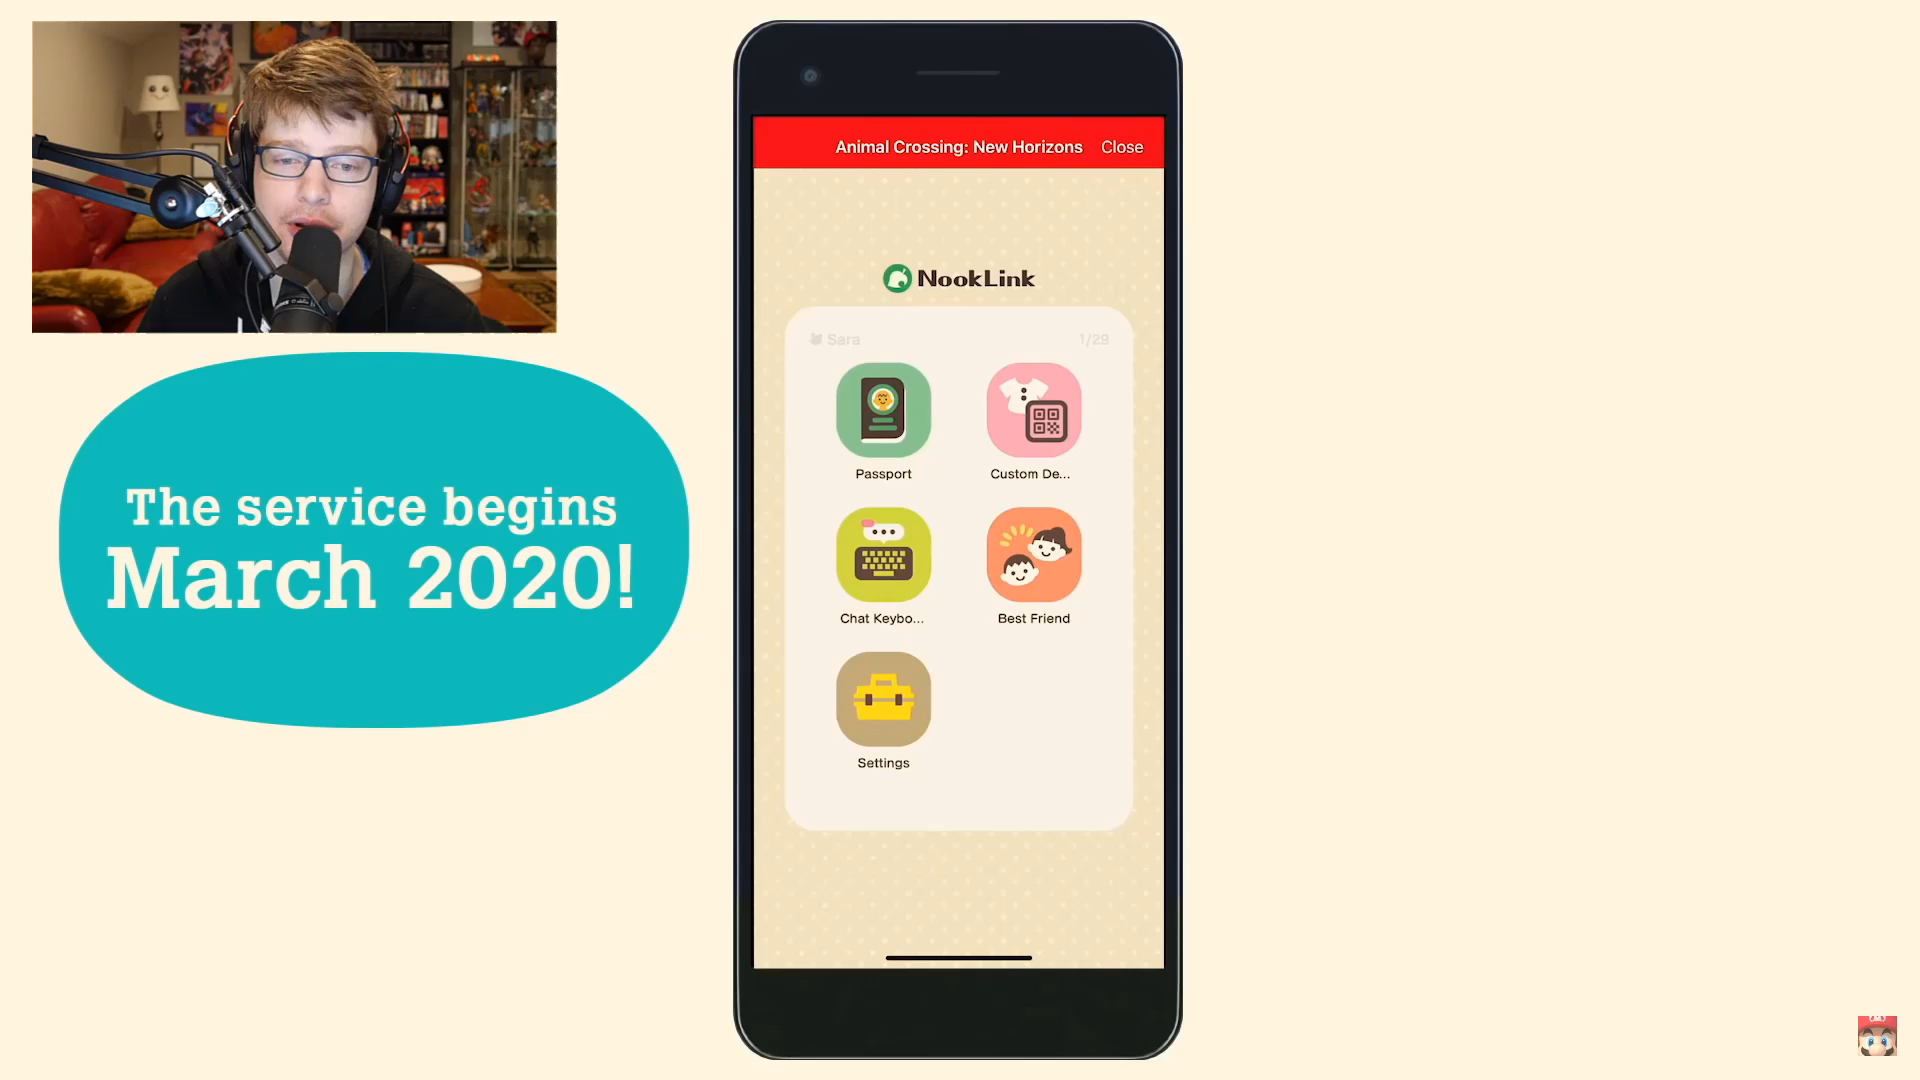 Animal Crossing: New Horizons Close
NookLink
Sara 1/29
Passport Custom De...
Chat Keybo... Best Friend
Settings
The service begins
March 2020!